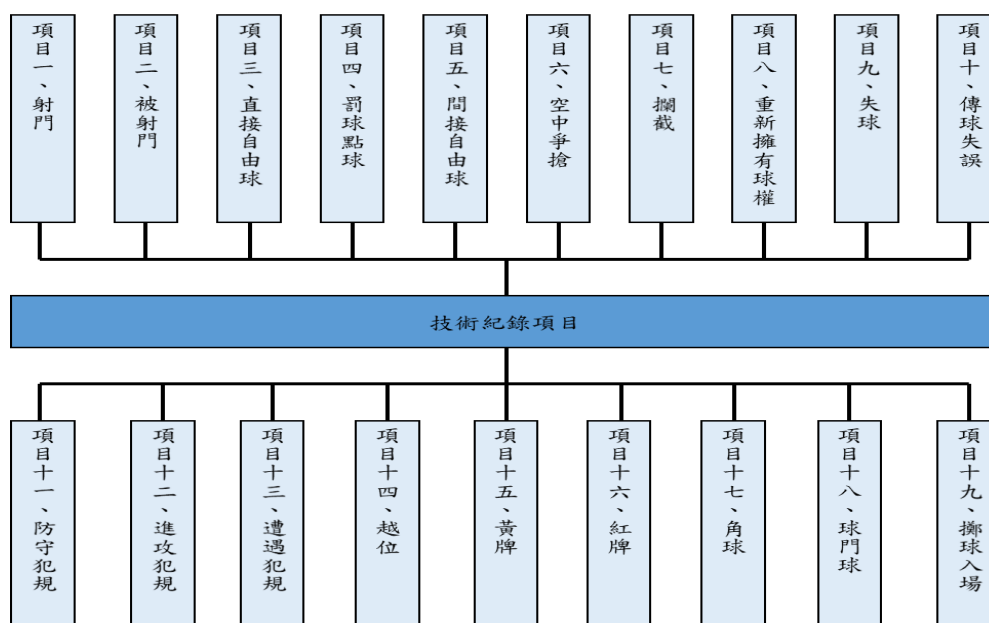 項目一、射門
項目二、被射門
項目三、直接自由球
項目四、罰球點球
項目五、間接自由球
項目六、空中爭搶
項目七、攔截
項目八、重新擁有球權
項目九、失球
項目十、傳球失誤
技術紀錄項目
項目十一、防守犯規
項目十二、進攻犯規
項目十三、遭遇犯規
項目十四、越位
項目十五、黃牌
項目十六、紅牌
項目十七、角球
項目十八、球門球
項目十九、擲球入場